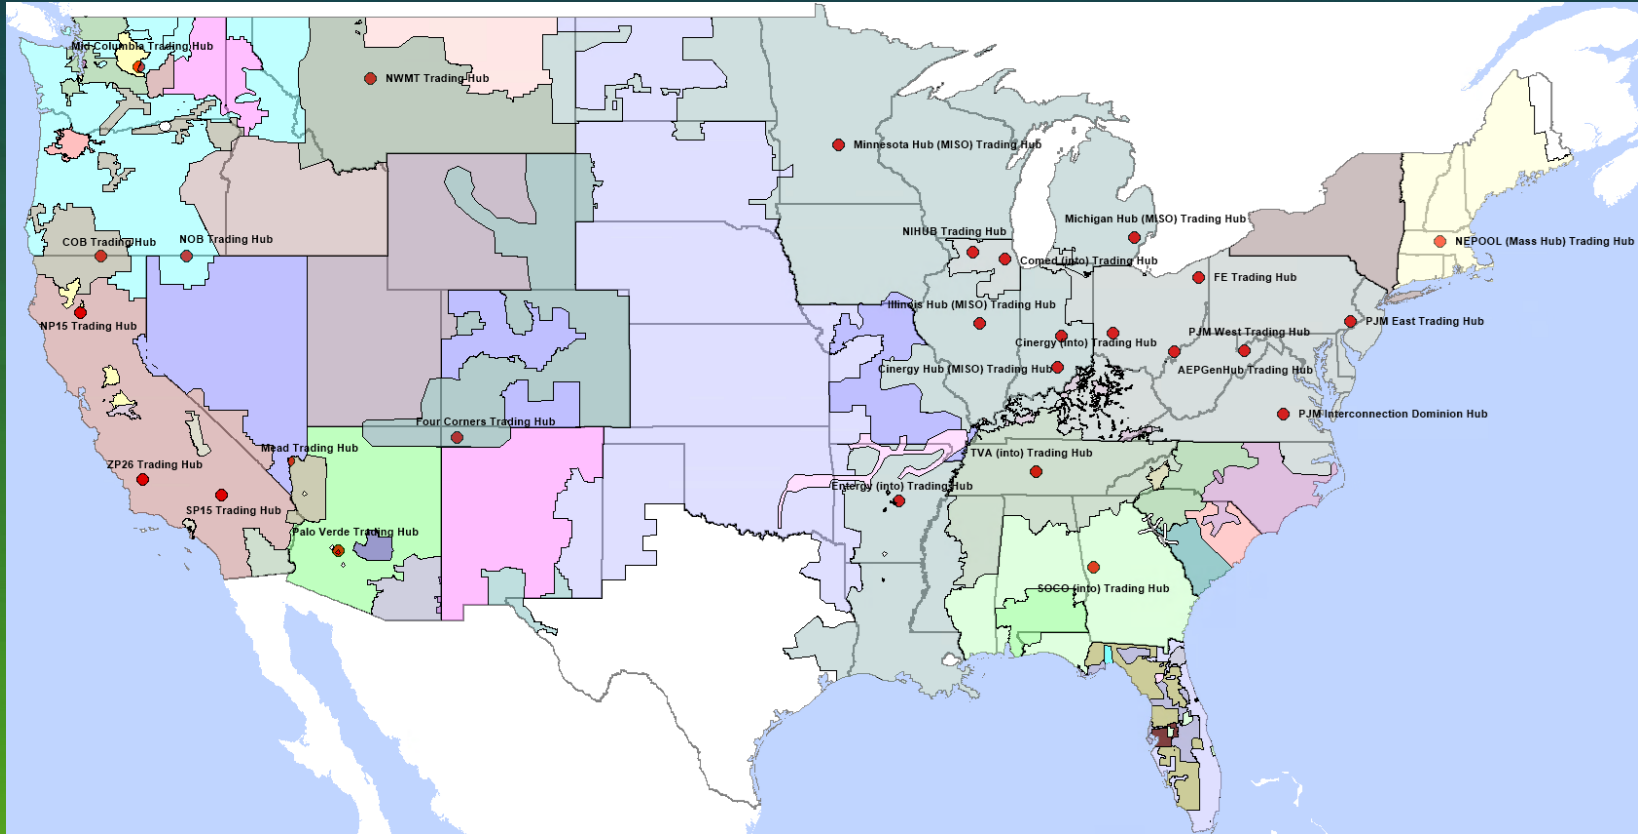 Mid Columbia Trading Hub
NWMT Trading Hub
Minnesota Hub (MISO) Trading Hub
Michigan Hub (MISO) Trading Hub
NIHUB Trading Hub
COB Trading Hub
NOB Trading Hub
NEPOOL (Mass Hub) Trading Hub
Comed (into) Trading Hub
FE Trading Hub
Illinois Hub (MISO) Trading Hub
NP15 Trading Hub
PJM East Trading Hub
PJM West Trading Hub
Cinergy (into) Trading Hub
Cinergy Hub (MISO) Trading Hub
AEPGenHub Trading Hub
PJM Interconnection Dominion Hub
Four Corners Trading Hub
Mead Trading Hub
TVA (into) Trading Hub
ZP26 Trading Hub
Entergy (into) Trading Hub
SP15 Trading Hub
Palo Verde Trading Hub
SOCO (into) Trading Hub